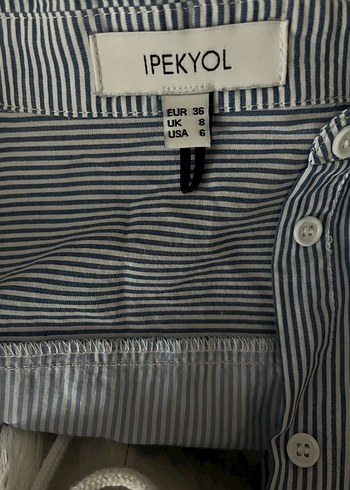 IPEKYOL
EUR 36
UK 8
USA 6